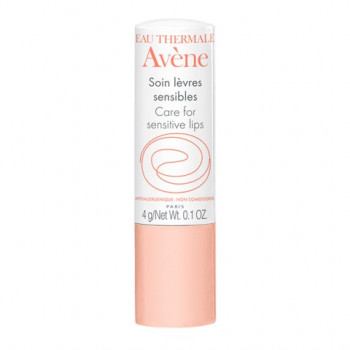 EAU THERMALE
Avène
Soin lèvres
sensibles
Care for
sensitive lips
PARIS
4 g/Net Wt. 0.1 OZ.